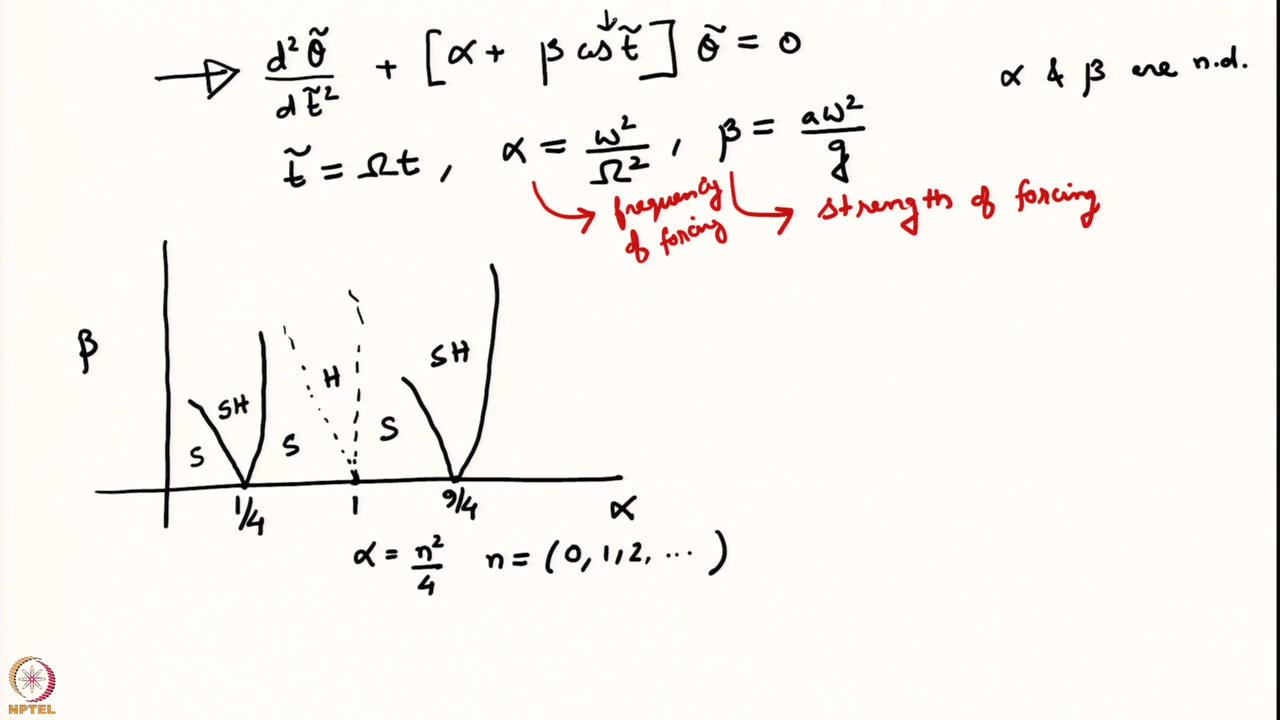 d²θ̃/dt̃² + [α + β cos t̃] θ̃ = 0
α & β are n.d.
t̃ = Ωt , α = ω²/Ω² , β = aω²/g
frequency of forcing
strength of forcing
β
S SH S H S SH
1/4 1 9/4 α
α = n²/4 n = (0, 1, 2, ... )
NPTEL